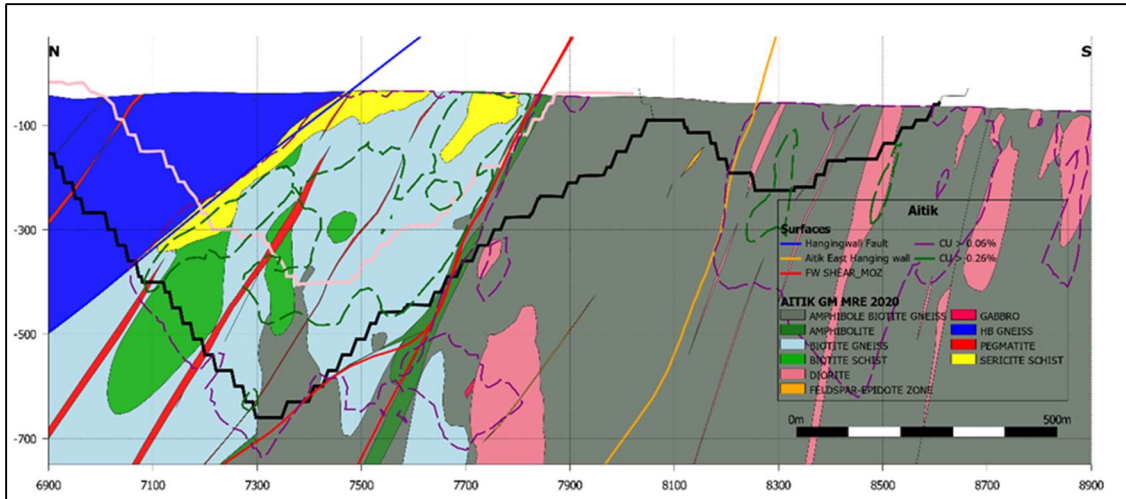 N S
-100
-300
-500
-700
Aitik
Surfaces
Hangingwall Fault CU > 0.06%
Aitik East Hanging wall CU > 0.26%
FW SHEAR_MOZ
AITIK GM MRE 2020
AMPHIBOLE BIOTITE GNEISS GABBRO
AMPHIBOLITE HB GNEISS
BIOTITE GNEISS PEGMATITE
BIOTITE SCHIST SERICITE SCHIST
DIORITE
FELDSPAR-EPIDOTE ZONE
0m 500m
6900 7100 7300 7500 7700 7900 8100 8300 8500 8700 8900